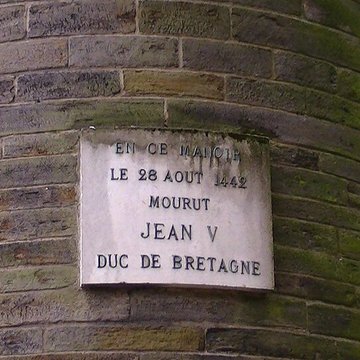 EN CE MANOIR
LE 28 AOUT 1442
MOURUT
JEAN V
DUC DE BRETAGNE